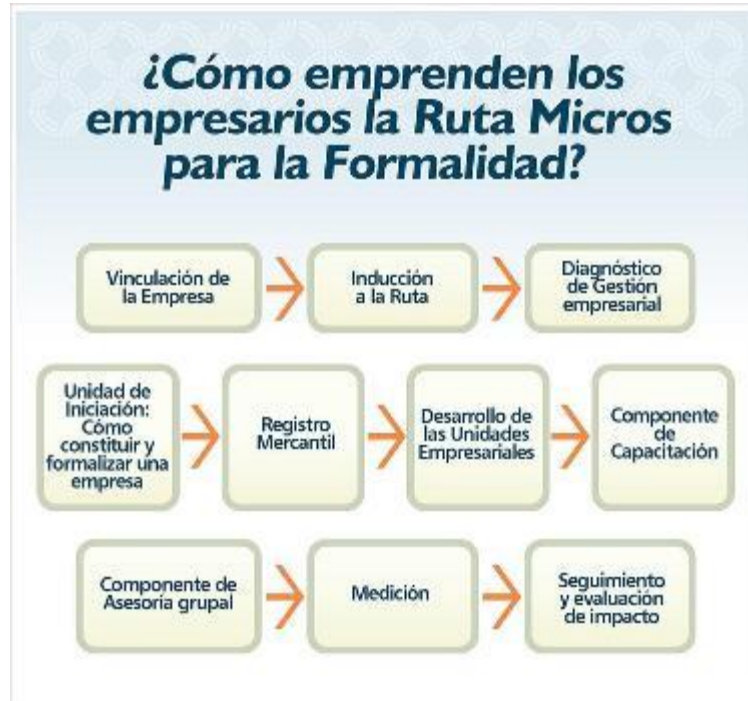 ¿Cómo emprenden los
empresarios la Ruta Micros
para la Formalidad?
Vinculación de
la Empresa
Inducción
a la Ruta
Diagnóstico
de Gestión
empresarial
Unidad de
Iniciación:
Cómo
constituir y
formalizar una
empresa
Registro
Mercantil
Desarrollo de
las Unidades
Empresariales
Componente
de
Capacitación
Componente de
Asesoría grupal
Medición
Seguimiento
y evaluación
de impacto